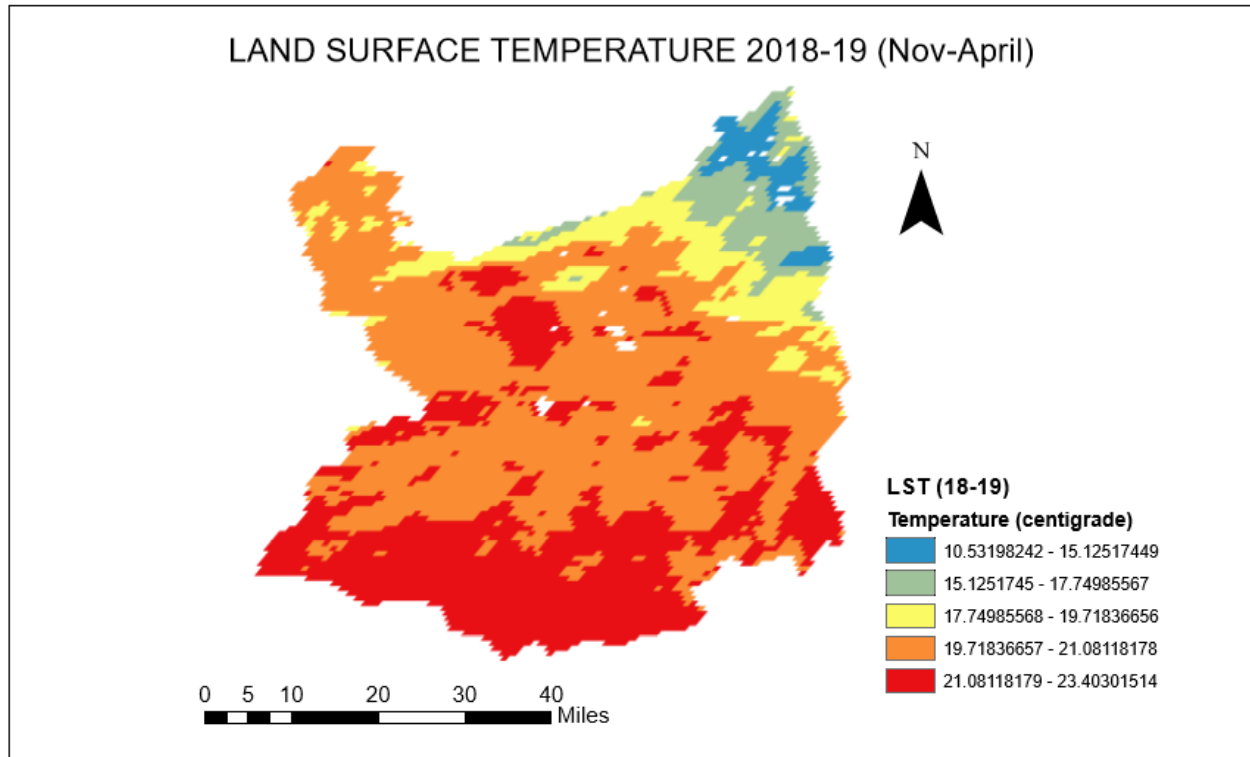 LAND SURFACE TEMPERATURE 2018-19 (Nov-April)
N
LST (18-19)
Temperature (centigrade)
10.53198242 - 15.12517449
15.1251745 - 17.74985567
17.74985568 - 19.71836656
19.71836657 - 21.08118178
21.08118179 - 23.40301514
0 5 10 20 30 40
Miles